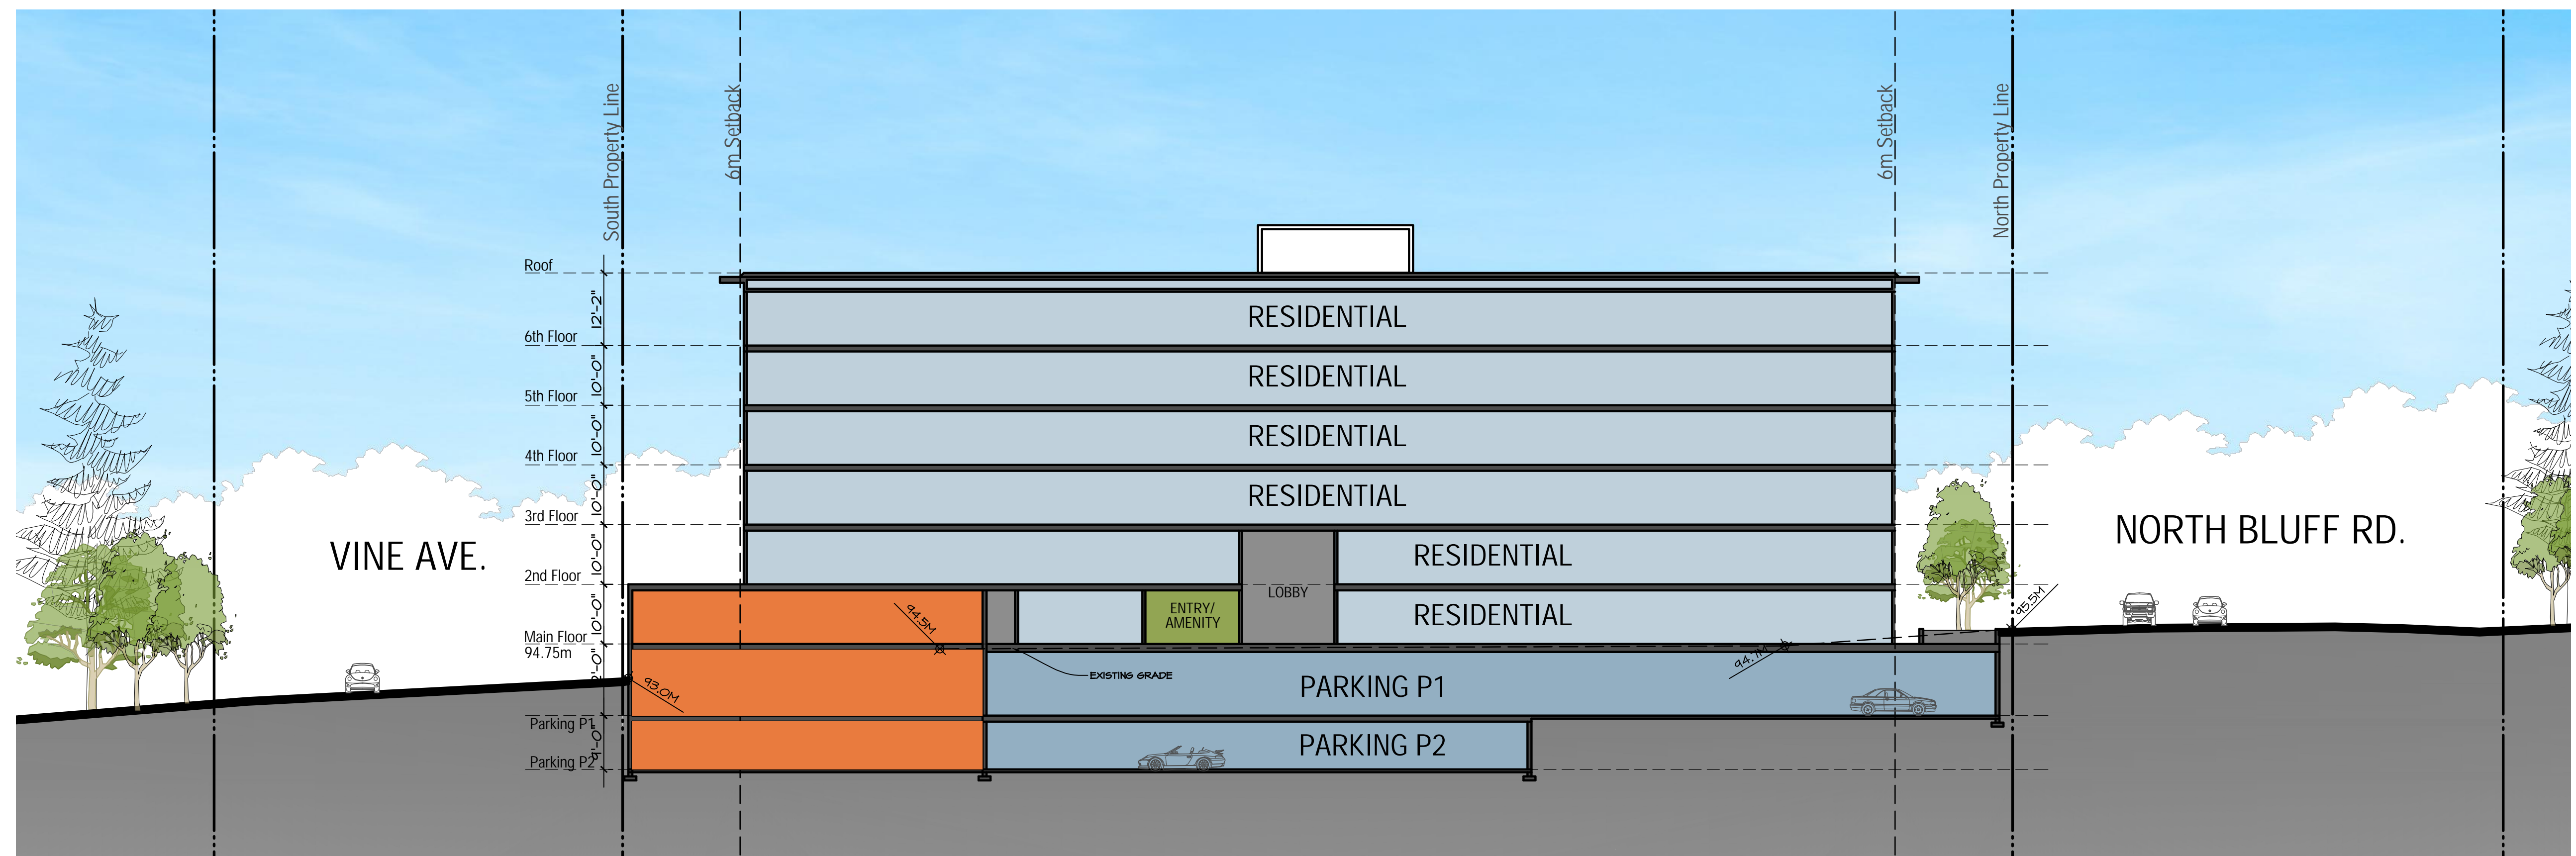 South Property Line
6m Setback
6m Setback
North Property Line
Roof
12'-2"
RESIDENTIAL
6th Floor
10'-0"
RESIDENTIAL
5th Floor
10'-0"
RESIDENTIAL
4th Floor
10'-0"
RESIDENTIAL
3rd Floor
10'-0"
RESIDENTIAL
VINE AVE.
NORTH BLUFF RD.
2nd Floor
10'-0"
LOBBY
ENTRY/
AMENITY
RESIDENTIAL
94.5M
95.5M
Main Floor
94.75m
94.7M
EXISTING GRADE
93.0M
PARKING P1
Parking P1
PARKING P2
9'-0"
Parking P2